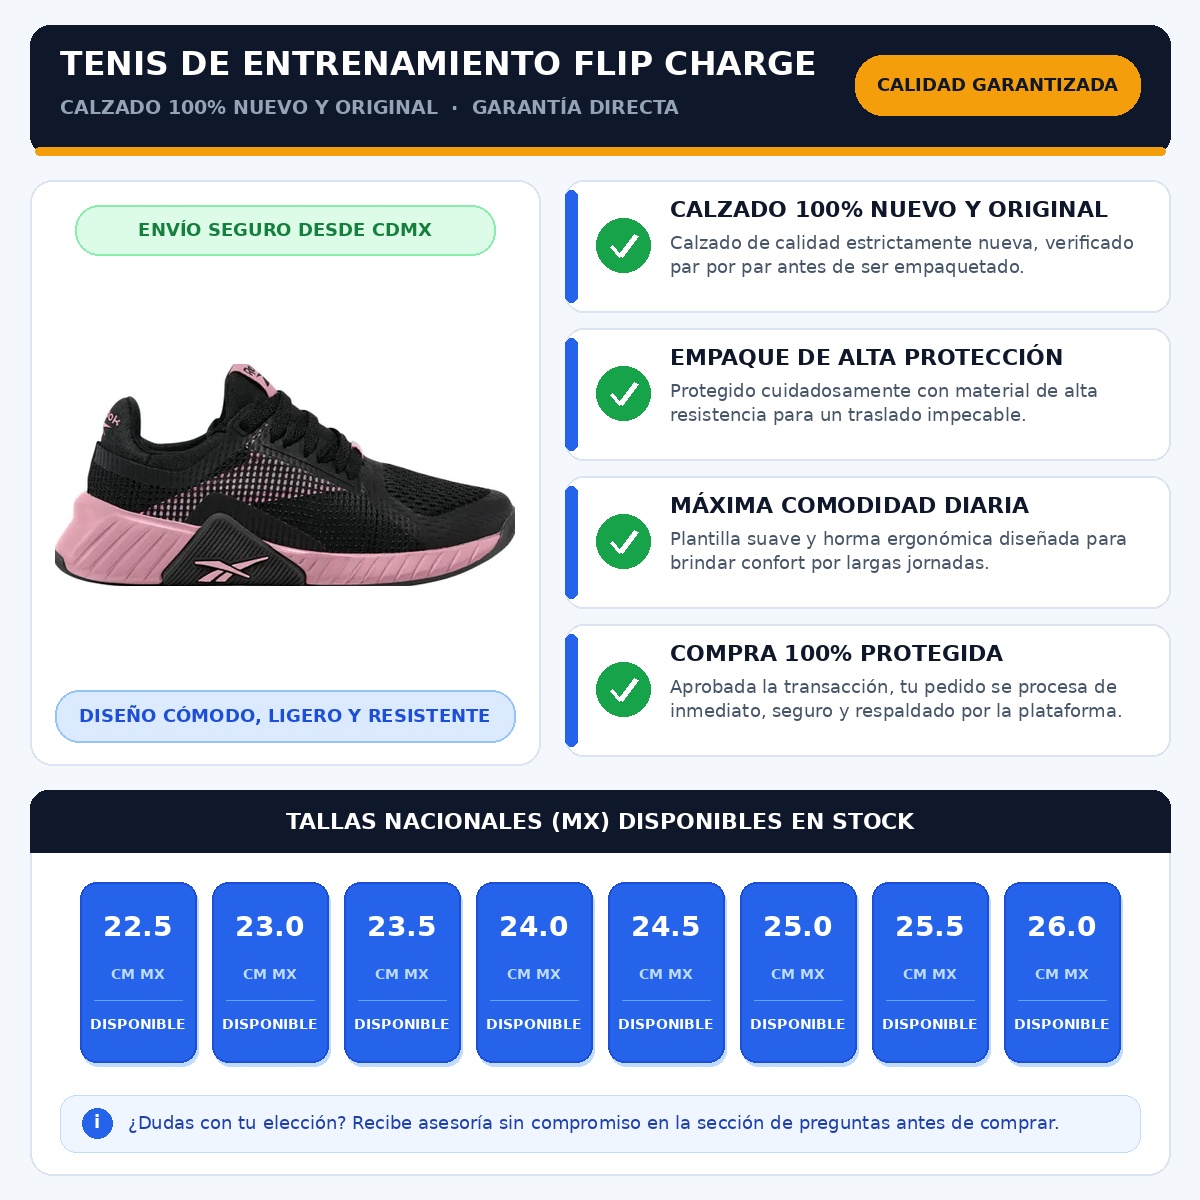 TENIS DE ENTRENAMIENTO FLIP CHARGE
CALZADO 100% NUEVO Y ORIGINAL · GARANTÍA DIRECTA
CALIDAD GARANTIZADA
ENVÍO SEGURO DESDE CDMX
DISEÑO CÓMODO, LIGERO Y RESISTENTE
CALZADO 100% NUEVO Y ORIGINAL
Calzado de calidad estrictamente nueva, verificado
par por par antes de ser empaquetado.
EMPAQUE DE ALTA PROTECCIÓN
Protegido cuidadosamente con material de alta
resistencia para un traslado impecable.
MÁXIMA COMODIDAD DIARIA
Plantilla suave y horma ergonómica diseñada para
brindar confort por largas jornadas.
COMPRA 100% PROTEGIDA
Aprobada la transacción, tu pedido se procesa de
inmediato, seguro y respaldado por la plataforma.
TALLAS NACIONALES (MX) DISPONIBLES EN STOCK
22.5 23.0 23.5 24.0 24.5 25.0 25.5 26.0
CM MX CM MX CM MX CM MX CM MX CM MX CM MX CM MX
DISPONIBLE DISPONIBLE DISPONIBLE DISPONIBLE DISPONIBLE DISPONIBLE DISPONIBLE DISPONIBLE
i ¿Dudas con tu elección? Recibe asesoría sin compromiso en la sección de preguntas antes de comprar.